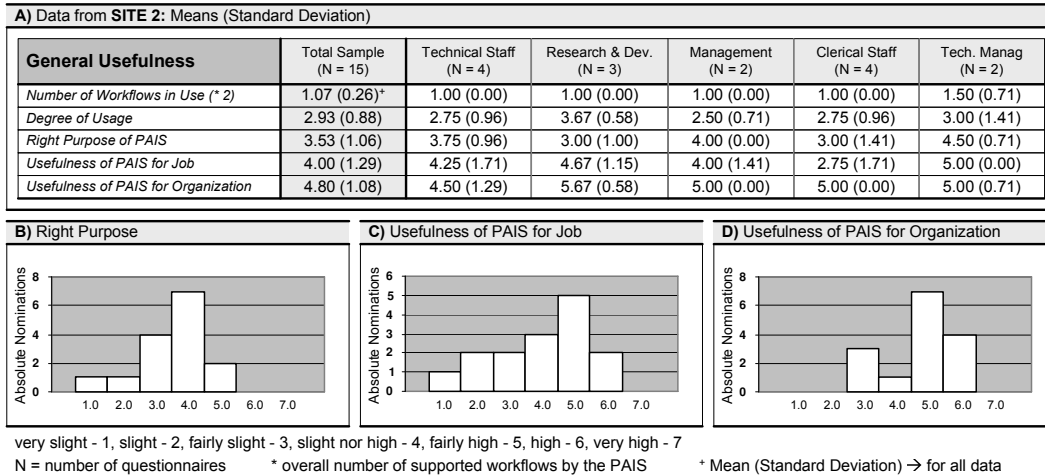 A) Data from SITE 2: Means (Standard Deviation)
General Usefulness
Total Sample (N = 15)
Technical Staff (N = 4)
Research & Dev. (N = 3)
Management (N = 2)
Clerical Staff (N = 4)
Tech. Manag (N = 2)
Number of Workflows in Use (* 2) 1.07 (0.26)+ 1.00 (0.00) 1.00 (0.00) 1.00 (0.00) 1.00 (0.00) 1.50 (0.71)
Degree of Usage 2.93 (0.88) 2.75 (0.96) 3.67 (0.58) 2.50 (0.71) 2.75 (0.96) 3.00 (1.41)
Right Purpose of PAIS 3.53 (1.06) 3.75 (0.96) 3.00 (1.00) 4.00 (0.00) 3.00 (1.41) 4.50 (0.71)
Usefulness of PAIS for Job 4.00 (1.29) 4.25 (1.71) 4.67 (1.15) 4.00 (1.41) 2.75 (1.71) 5.00 (0.00)
Usefulness of PAIS for Organization 4.80 (1.08) 4.50 (1.29) 5.67 (0.58) 5.00 (0.00) 5.00 (0.00) 5.00 (0.71)
B) Right Purpose
Absolute Nominations
8
6
4
2
0
1.0 2.0 3.0 4.0 5.0 6.0 7.0
C) Usefulness of PAIS for Job
Absolute Nominations
6
5
4
3
2
1
0
1.0 2.0 3.0 4.0 5.0 6.0 7.0
D) Usefulness of PAIS for Organization
Absolute Nominations
8
6
4
2
0
1.0 2.0 3.0 4.0 5.0 6.0 7.0
very slight - 1, slight - 2, fairly slight - 3, slight nor high - 4, fairly high - 5, high - 6, very high - 7
N = number of questionnaires * overall number of supported workflows by the PAIS + Mean (Standard Deviation) → for all data